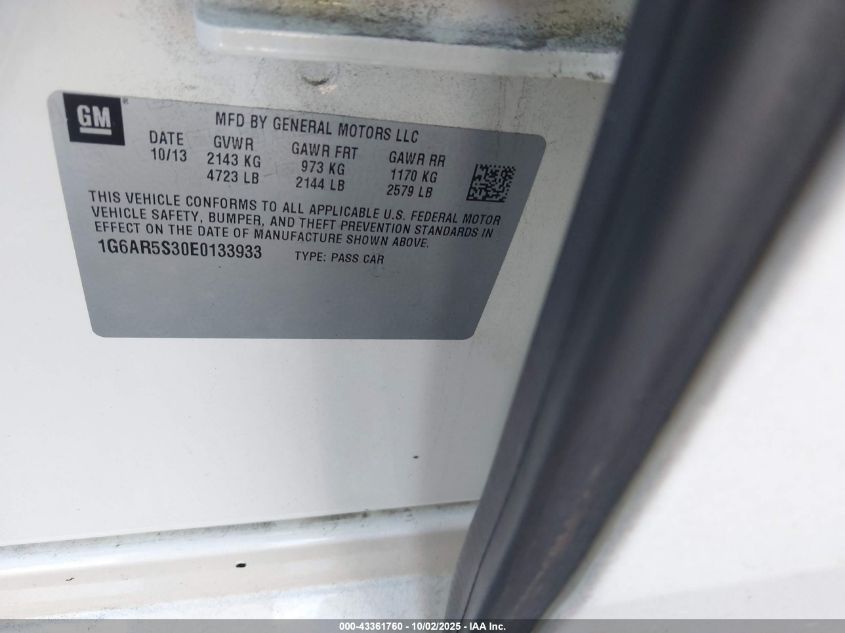 GM
MFD BY GENERAL MOTORS LLC
DATE GVWR GAWR FRT GAWR RR
10/13 2143 KG 973 KG 1170 KG
4723 LB 2144 LB 2579 LB
THIS VEHICLE CONFORMS TO ALL APPLICABLE U.S. FEDERAL MOTOR
VEHICLE SAFETY, BUMPER, AND THEFT PREVENTION STANDARDS IN
EFFECT ON THE DATE OF MANUFACTURE SHOWN ABOVE.
1G6AR5S30E0133933 TYPE: PASS CAR
000-43361760 - 10/02/2025 - IAA Inc.